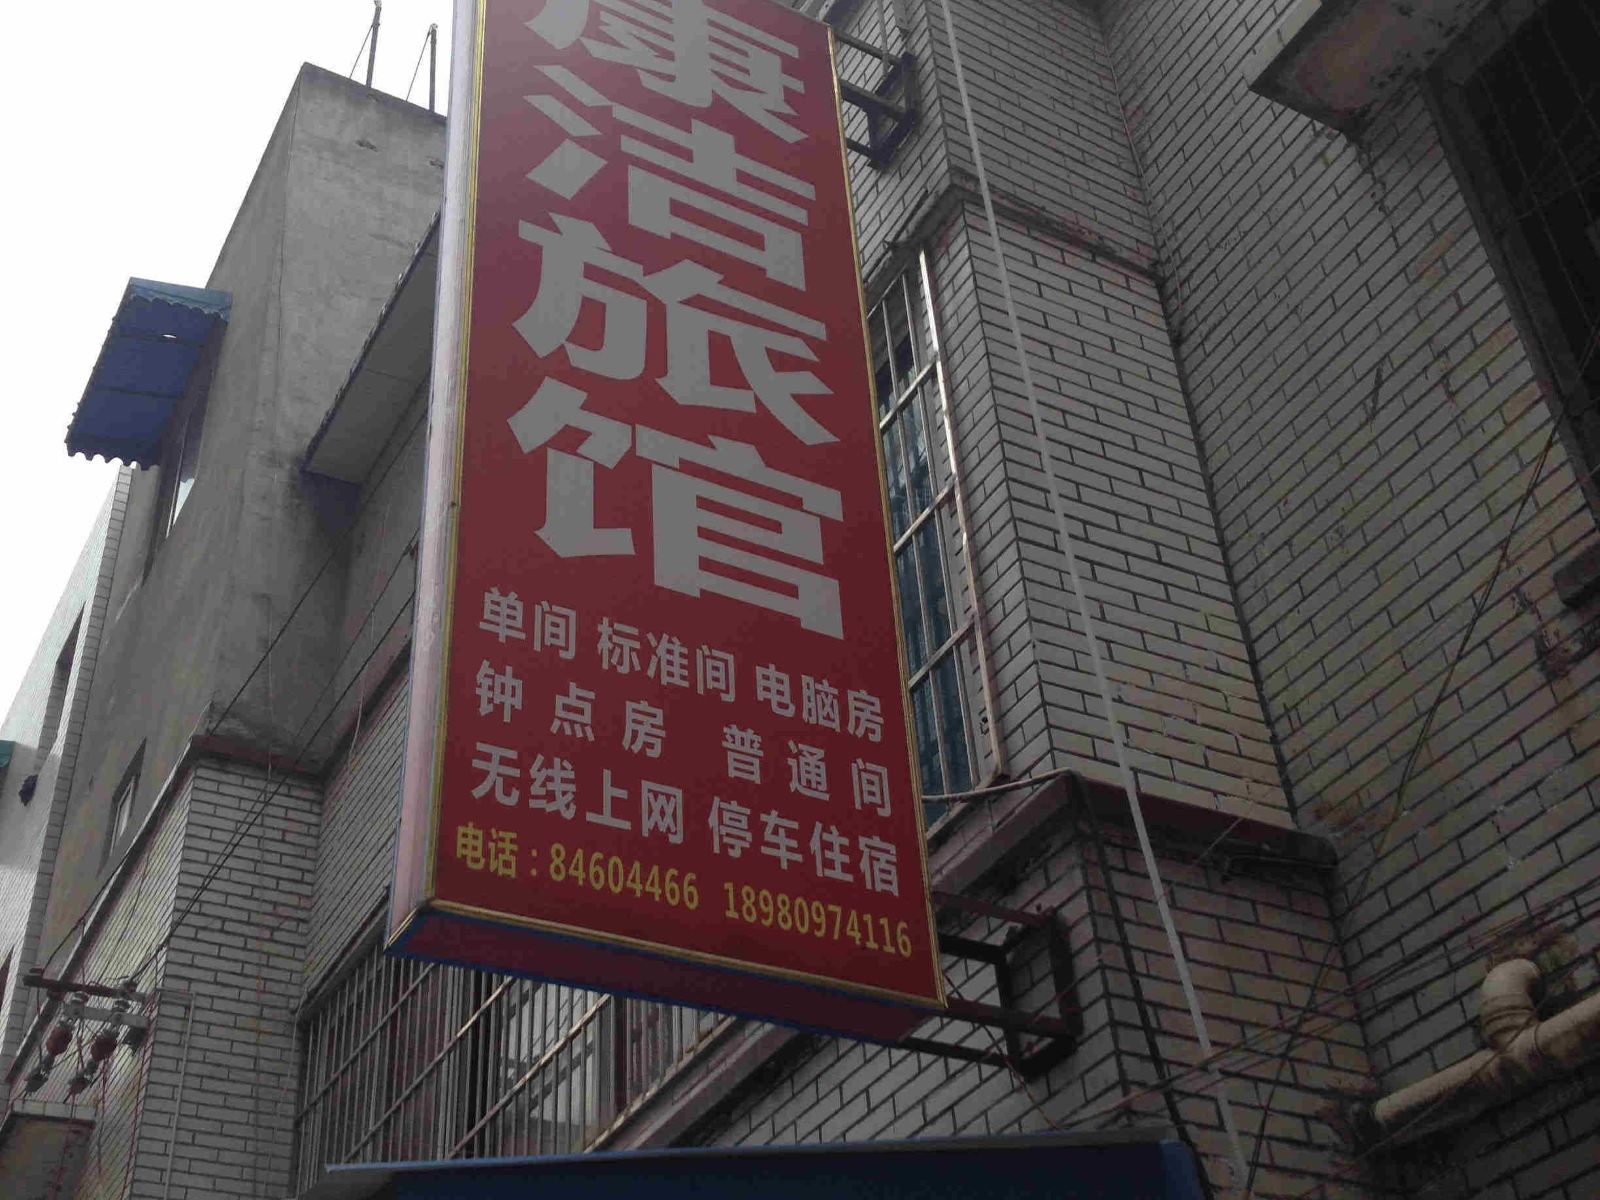 康洁旅馆
单间 标准间 电脑房
钟点房 普通间
无线上网 停车住宿
电话：84604466 18980974116